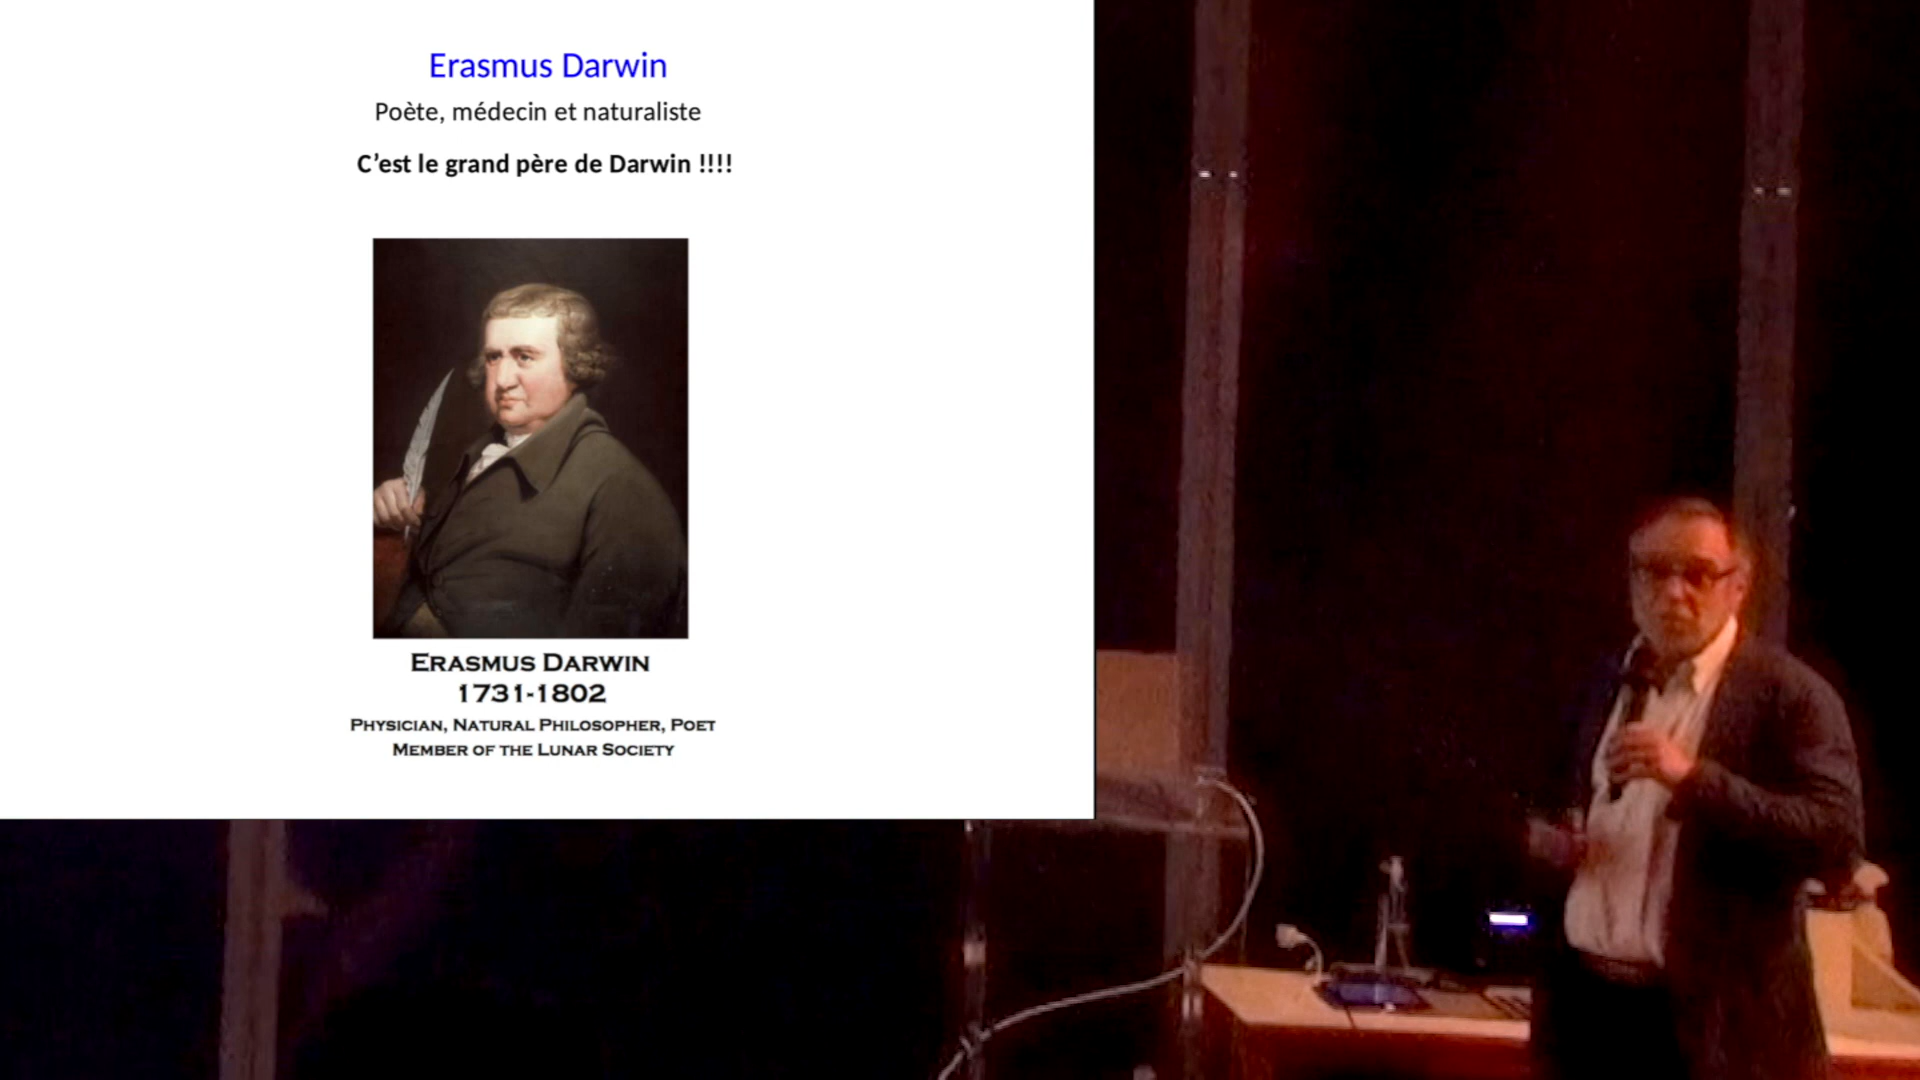 Erasmus Darwin
Poète, médecin et naturaliste
C’est le grand père de Darwin !!!!
ERASMUS DARWIN
1731-1802
PHYSICIAN, NATURAL PHILOSOPHER, POET
MEMBER OF THE LUNAR SOCIETY